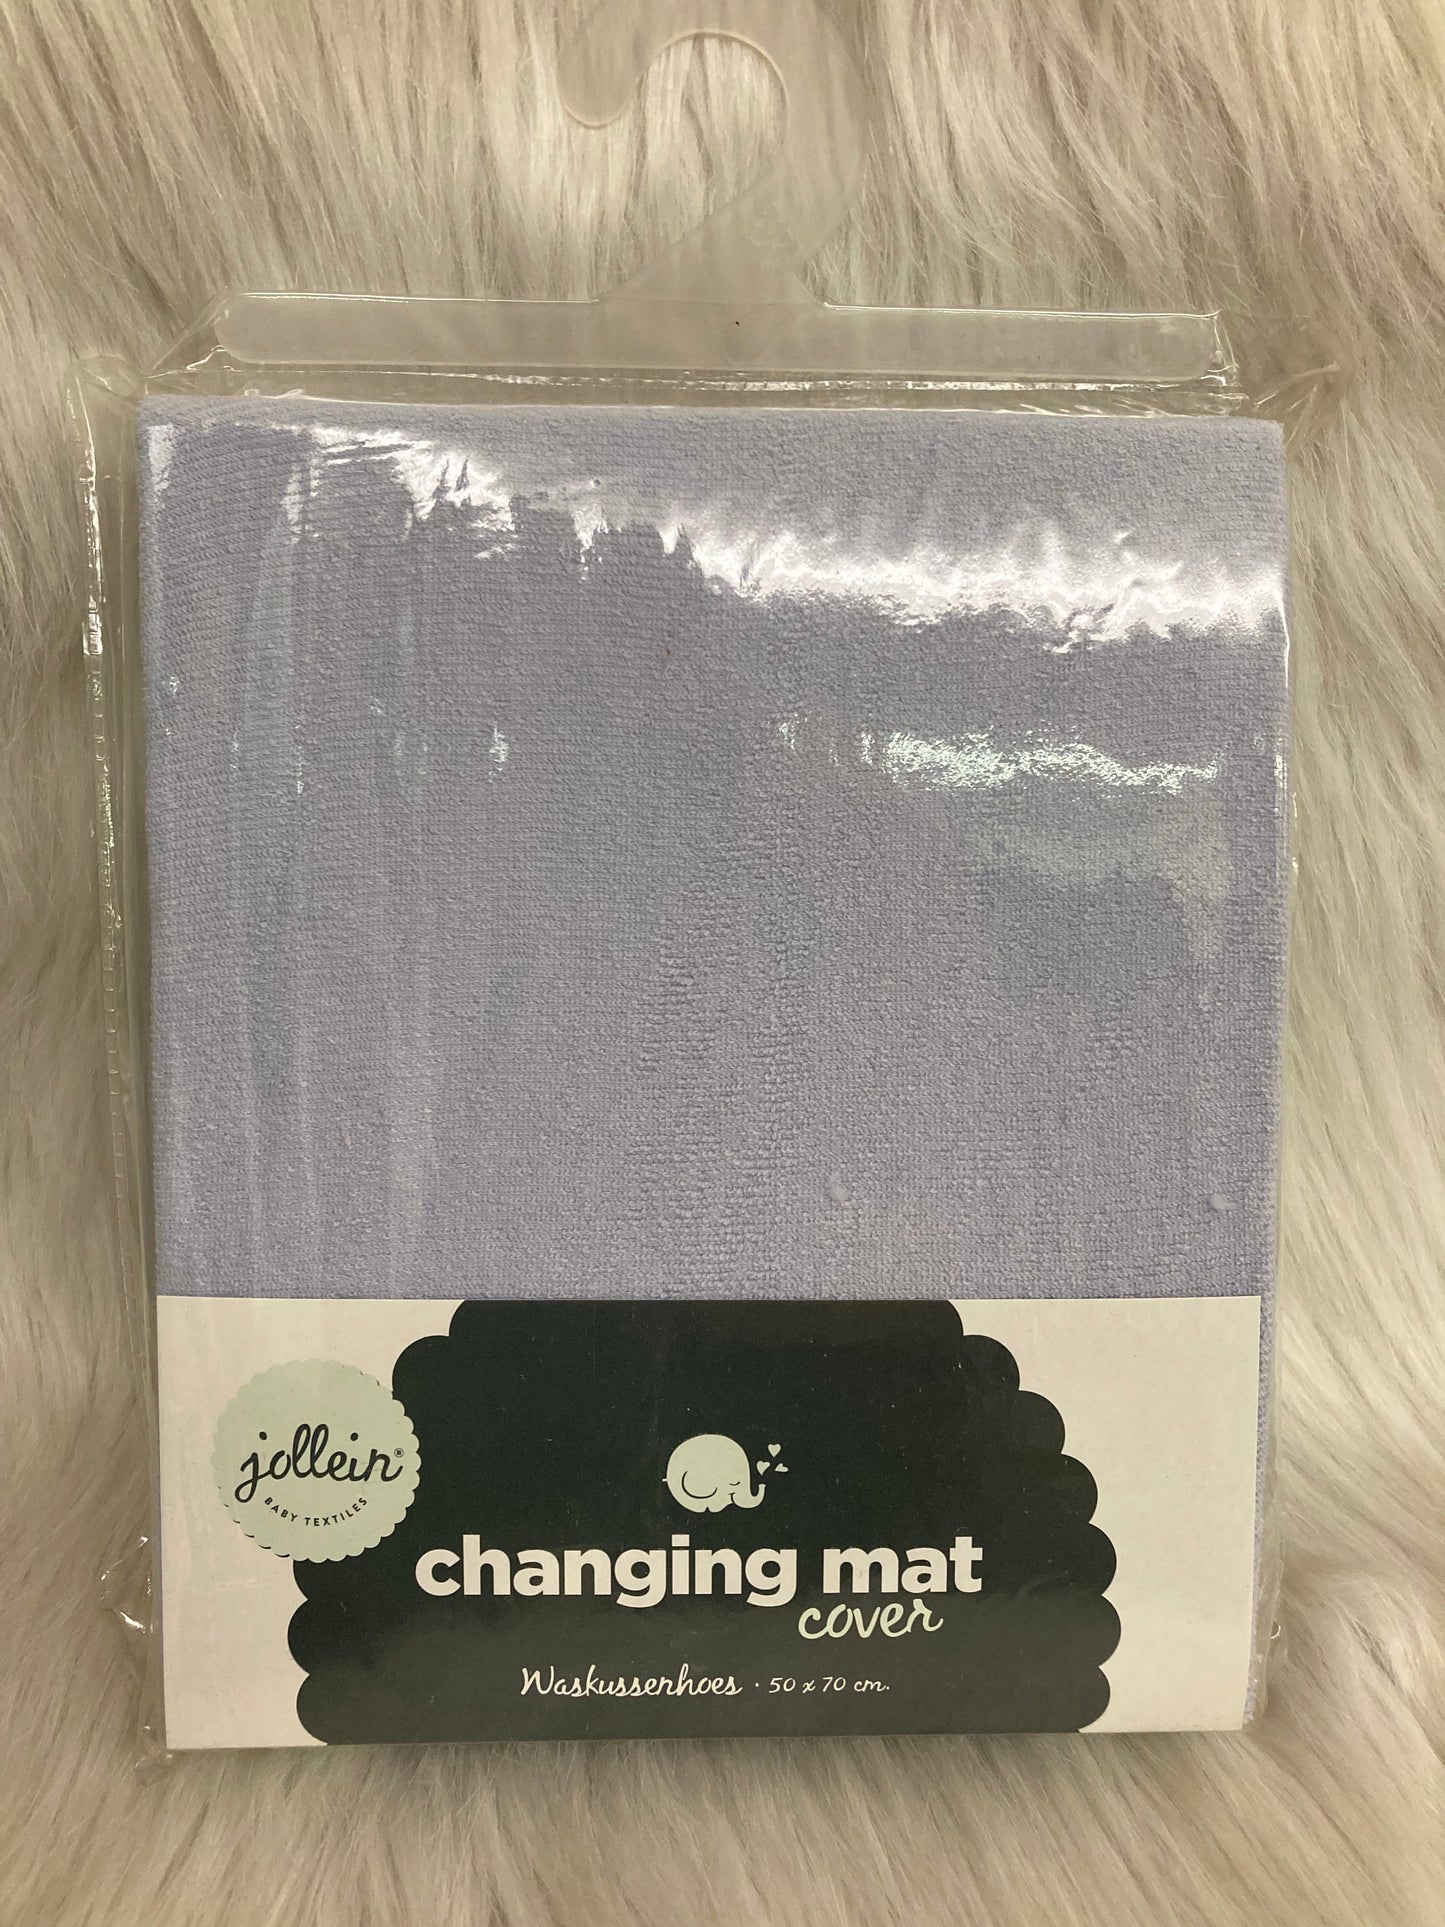 jollein®
BABY TEXTILES
changing mat
cover
Waskussenhoes · 50 x 70 cm.